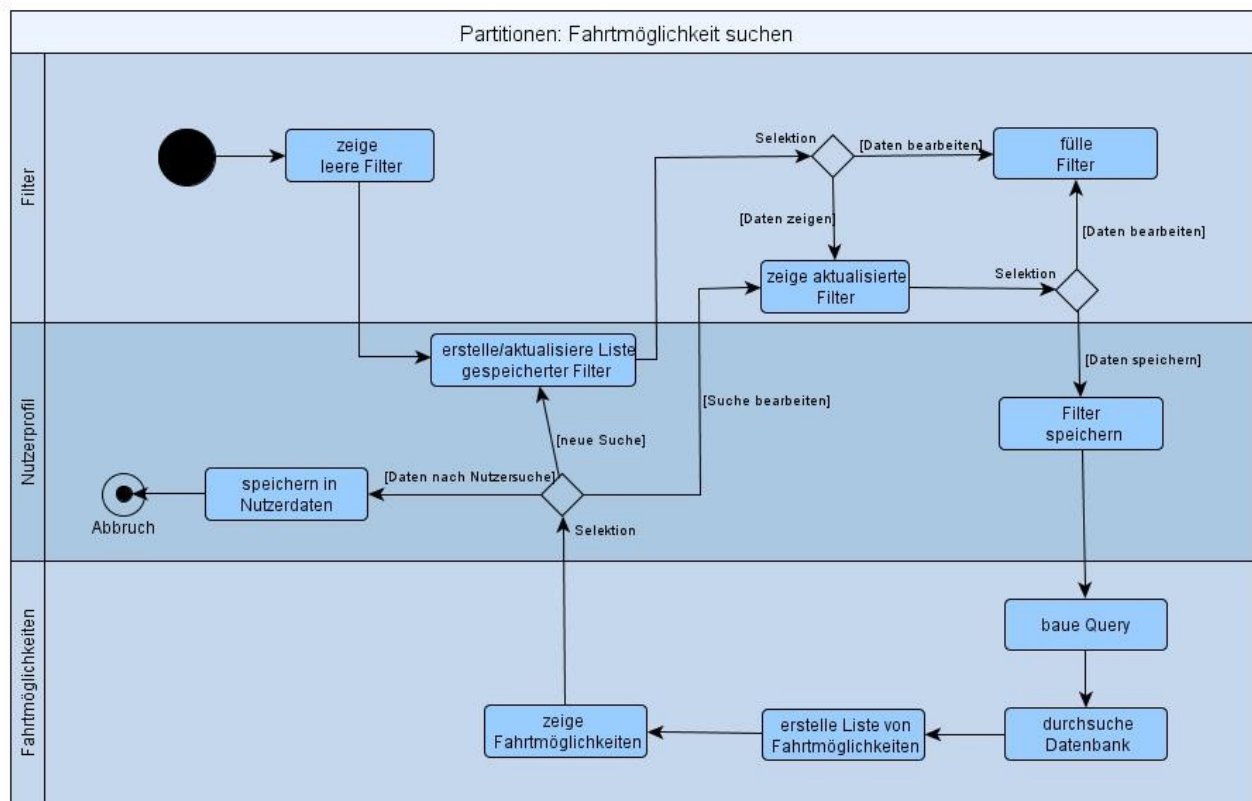 Partitionen: Fahrtmöglichkeit suchen
Filter
zeige
leere Filter
Selektion
[Daten bearbeiten]
fülle
Filter
[Daten zeigen]
[Daten bearbeiten]
zeige aktualisierte
Filter
Selektion
Nutzerprofil
erstelle/aktualisiere Liste
gespeicherter Filter
[Daten speichern]
[Suche bearbeiten]
Filter
speichern
[neue Suche]
speichern in
Nutzerdaten
[Daten nach Nutzersuche]
Abbruch
Selektion
Fahrtmöglichkeiten
baue Query
zeige
Fahrtmöglichkeiten
erstelle Liste von
Fahrtmöglichkeiten
durchsuche
Datenbank